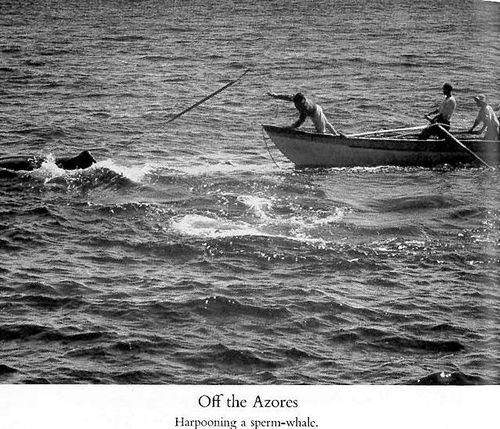 Off the Azores
Harpooning a sperm-whale.